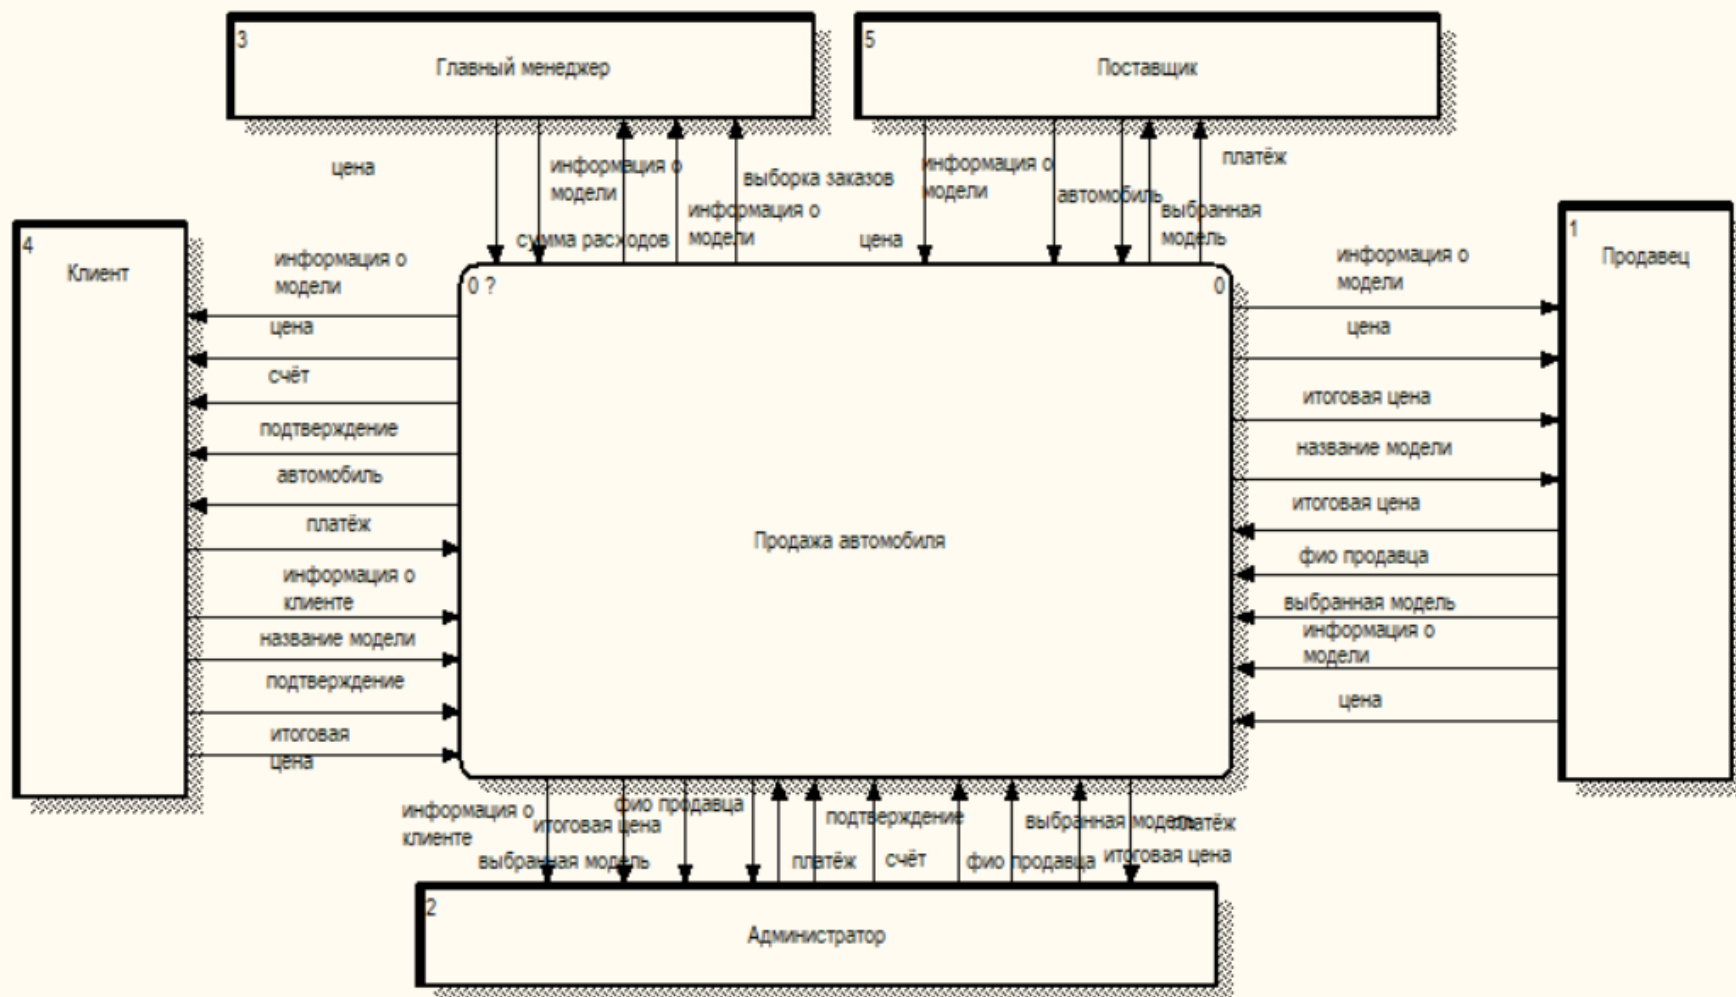 3
Главный менеджер
5
Поставщик
цена
информация о
модели
выборка заказов
информация о
модели
сумма расходов
информация о
модели
автомобиль
цена
платёж
выбранная
модель
4
Клиент
информация о
модели
цена
счёт
подтверждение
автомобиль
платёж
информация о
клиенте
название модели
подтверждение
итоговая
цена
0 ?
0
Продажа автомобиля
1
Продавец
информация о
модели
цена
итоговая цена
название модели
итоговая цена
фио продавца
выбранная модель
информация о
модели
цена
информация о
клиенте
итоговая цена
фио продавца
выбранная модель
подтверждение
платёж
счёт
фио продавца
выбранная модель
платёж
итоговая цена
2
Администратор